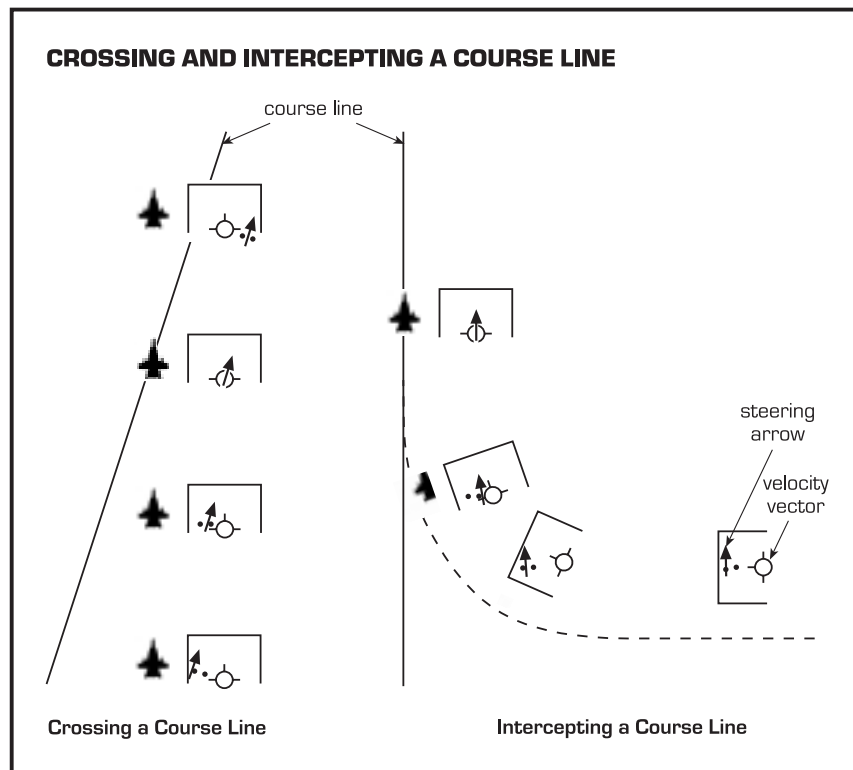 CROSSING AND INTERCEPTING A COURSE LINE
course line
steering
arrow
velocity
vector
Crossing a Course Line
Intercepting a Course Line